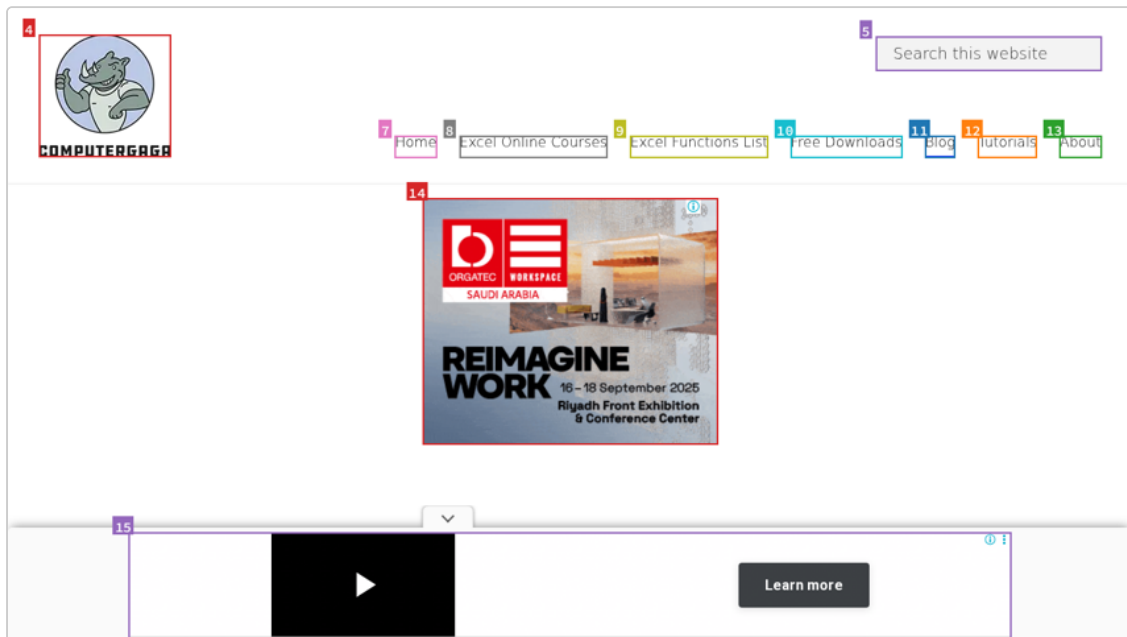 4
COMPUTERGAGA
5
Search this website
7 Home 8 Excel Online Courses 9 Excel Functions List 10 Free Downloads 11 Blog 12 Tutorials 13 About
14
ORGATEC WORKSPACE
SAUDI ARABIA
REIMAGINE
WORK 16–18 September 2025
Riyadh Front Exhibition
& Conference Center
15
Learn more